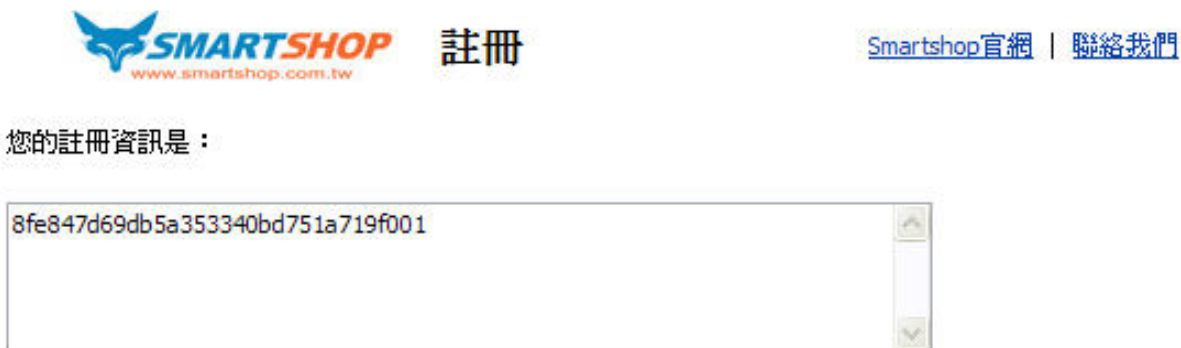 SMARTSHOP 註冊 Smartshop官網 | 聯絡我們
www.smartshop.com.tw
您的註冊資訊是：
8fe847d69db5a353340bd751a719f001